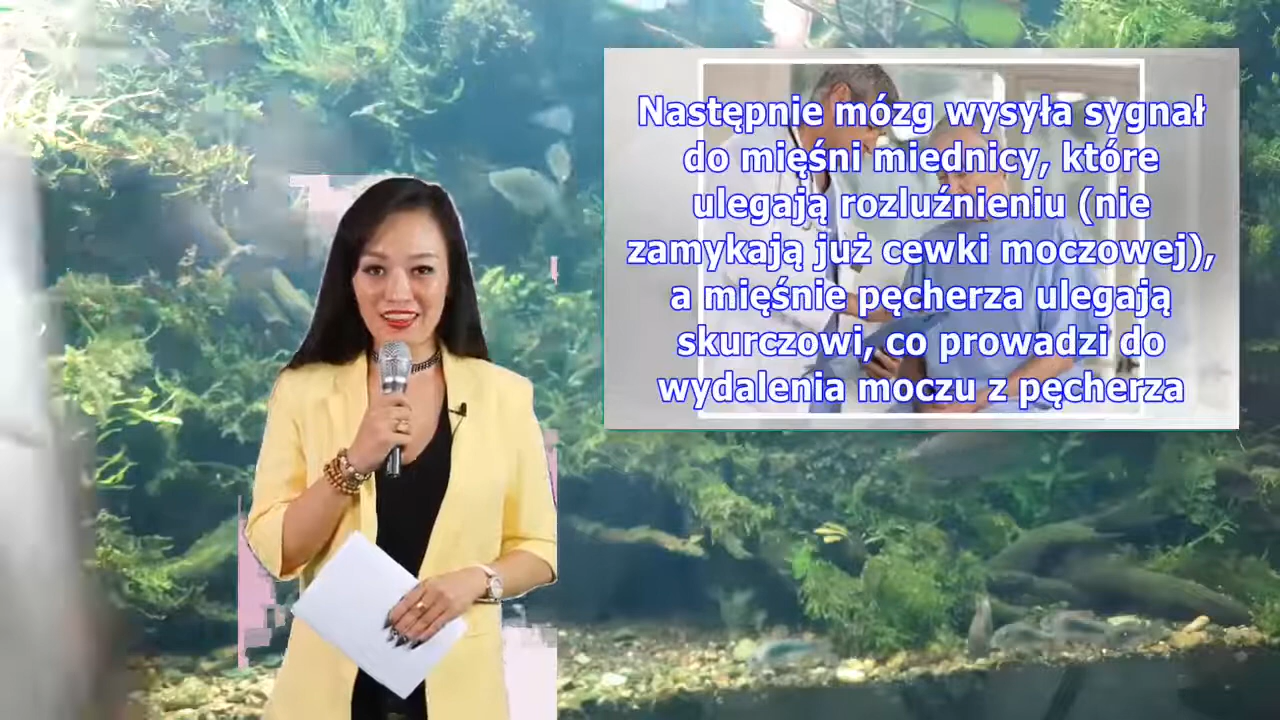 Następnie mózg wysyła sygnał
do mięśni miednicy, które
ulegają rozluźnieniu (nie
zamykają już cewki moczowej),
a mięśnie pęcherza ulegają
skurczowi, co prowadzi do
wydalenia moczu z pęcherza